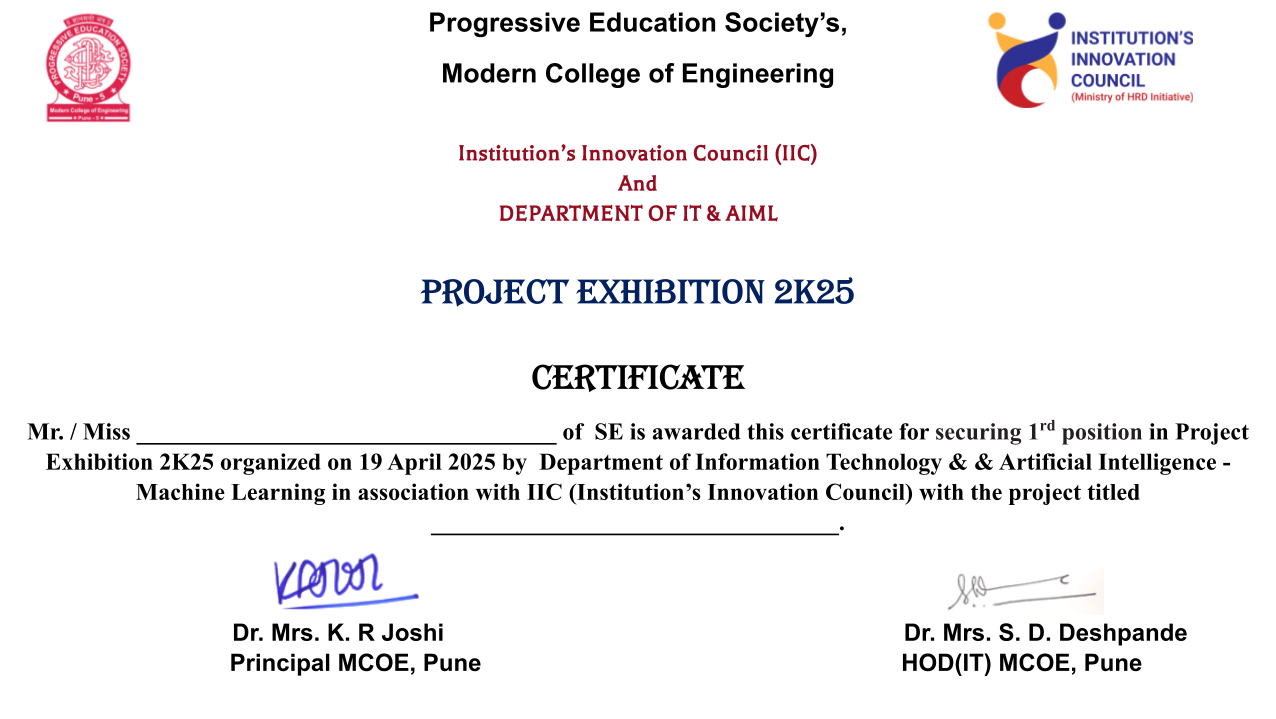 Progressive Education Society’s,
Modern College of Engineering
PROGRESSIVE EDUCATION SOCIETY
Pune - 5
Modern College of Engineering
Pune - 5
INSTITUTION’S
INNOVATION
COUNCIL
(Ministry of HRD Initiative)
Institution’s Innovation Council (IIC)
And
DEPARTMENT OF IT & AIML
PROJECT EXHIBITION 2K25
CERTIFICATE
Mr. / Miss ___________________________________ of SE is awarded this certificate for securing 1rd position in Project
Exhibition 2K25 organized on 19 April 2025 by Department of Information Technology & & Artificial Intelligence -
Machine Learning in association with IIC (Institution’s Innovation Council) with the project titled
__________________________________.
Dr. Mrs. K. R Joshi
Principal MCOE, Pune
Dr. Mrs. S. D. Deshpande
HOD(IT) MCOE, Pune